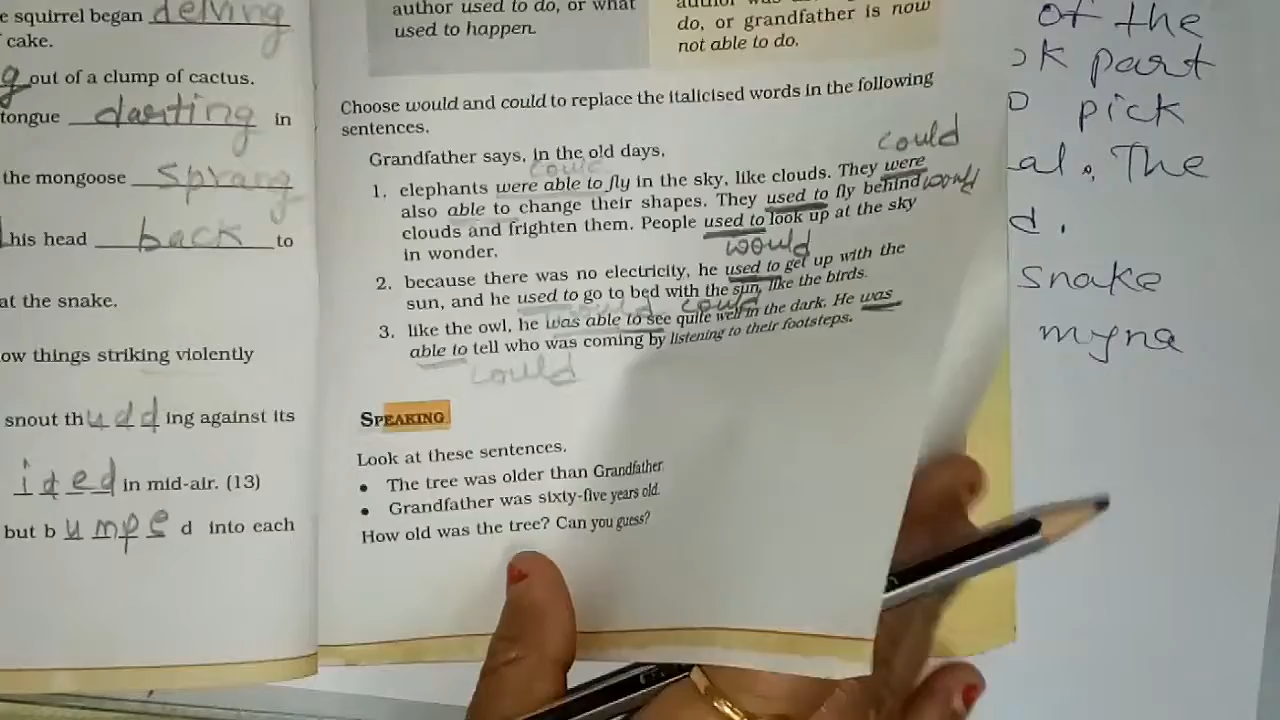 e squirrel began delving
cake.
g out of a clump of cactus.
tongue darting in
the mongoose sprang
his head back to
at the snake.
ow things striking violently
snout thudding against its
ided in mid-air. (13)
but bumped into each
author used to do, or what
used to happen.
do, or grandfather is now
not able to do.
Choose would and could to replace the italicised words in the following
sentences.
Grandfather says, in the old days,
could
could
1. elephants were able to fly in the sky, like clouds. They were
also able to change their shapes. They used to fly behind would
clouds and frighten them. People used to look up at the sky
in wonder.
would
2. because there was no electricity, he used to get up with the
sun, and he used to go to bed with the sun, like the birds.
would could
3. like the owl, he was able to see quite well in the dark. He was
able to tell who was coming by listening to their footsteps.
could
SPEAKING
Look at these sentences.
• The tree was older than Grandfather.
• Grandfather was sixty-five years old.
How old was the tree? Can you guess?
of the
ok part
pick
al. The
d.
snake
myna